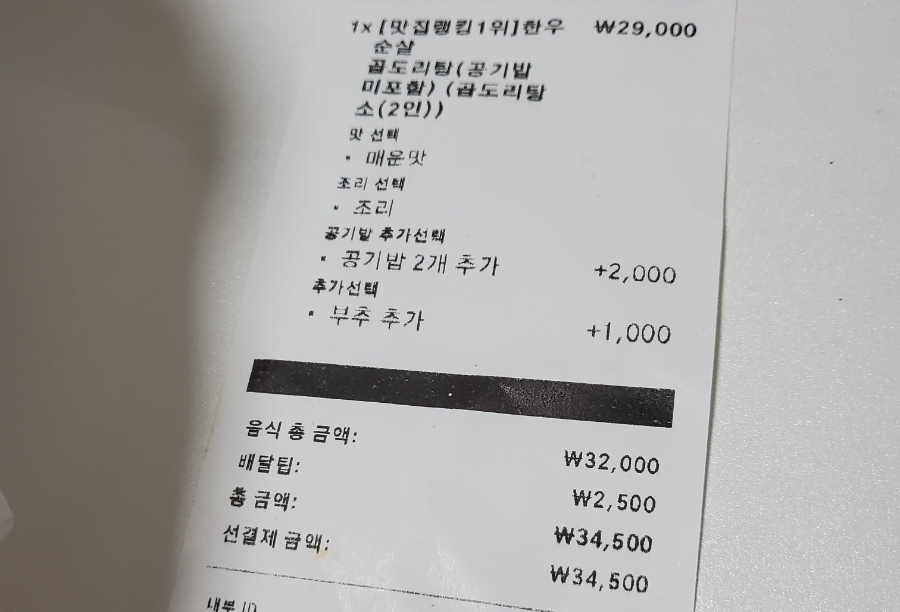 1x [맛집랭킹1위]한우 ₩29,000
순살
곱도리탕(공기밥
미포함) (곱도리탕
소(2인))
맛 선택
· 매운맛
조리 선택
· 조리
공기밥 추가선택
· 공기밥 2개 추가 +2,000
추가선택
· 부추 추가 +1,000
음식 총 금액: ₩32,000
배달팁: ₩2,500
총 금액: ₩34,500
선결제 금액: ₩34,500
내부 ID